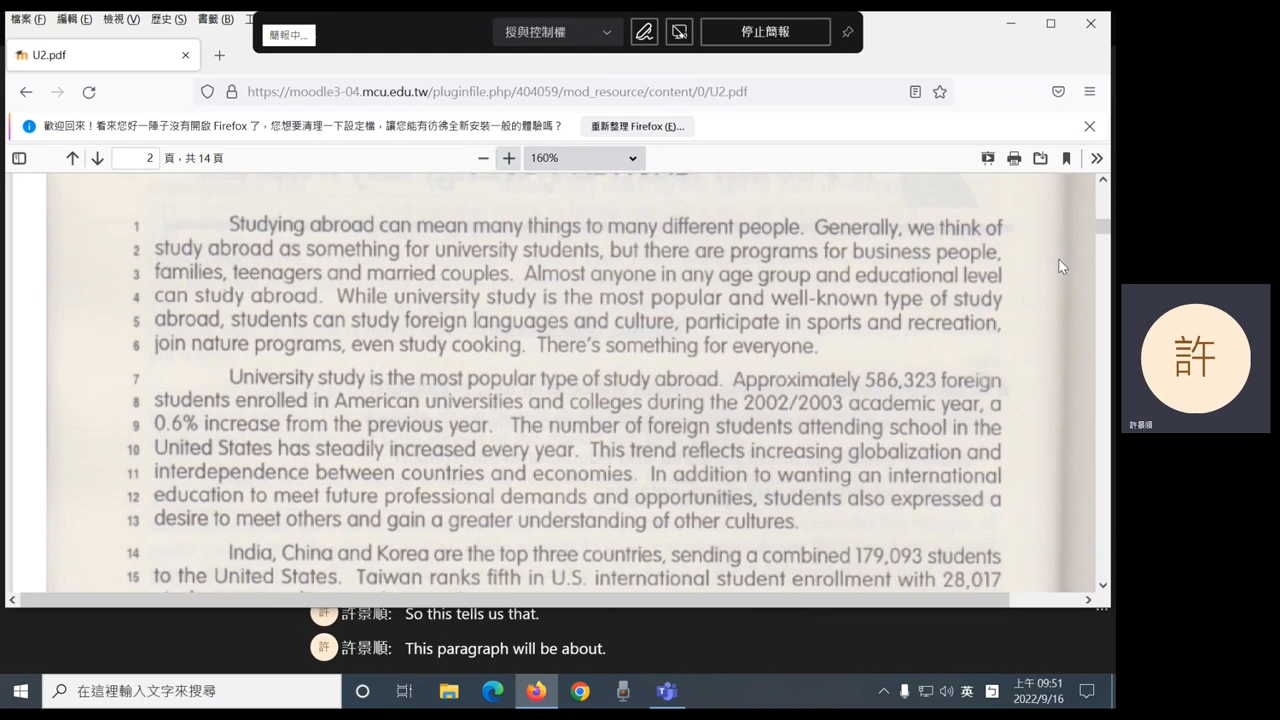 檔案 (F) 編輯 (E) 檢視 (V) 歷史 (S) 書籤 (B)
簡報中...
授與控制權
停止簡報
U2.pdf
https://moodle3-04.mcu.edu.tw/pluginfile.php/404059/mod_resource/content/0/U2.pdf
歡迎回來！看來您好一陣子沒有開啟 Firefox 了，您想要清理一下設定檔，讓您能有彷彿全新安裝一般的體驗嗎？
重新整理 Firefox (E)...
2 頁，共 14 頁
160%
1 Studying abroad can mean many things to many different people. Generally, we think of
2 study abroad as something for university students, but there are programs for business people,
3 families, teenagers and married couples. Almost anyone in any age group and educational level
4 can study abroad. While university study is the most popular and well-known type of study
5 abroad, students can study foreign languages and culture, participate in sports and recreation,
6 join nature programs, even study cooking. There's something for everyone.
7 University study is the most popular type of study abroad. Approximately 586,323 foreign
8 students enrolled in American universities and colleges during the 2002/2003 academic year, a
9 0.6% increase from the previous year. The number of foreign students attending school in the
10 United States has steadily increased every year. This trend reflects increasing globalization and
11 interdependence between countries and economies. In addition to wanting an international
12 education to meet future professional demands and opportunities, students also expressed a
13 desire to meet others and gain a greater understanding of other cultures.
14 India, China and Korea are the top three countries, sending a combined 179,093 students
15 to the United States. Taiwan ranks fifth in U.S. international student enrollment with 28,017
許
許景順
許 許景順: So this tells us that.
許 許景順: This paragraph will be about.
在這裡輸入文字來搜尋
英
上午 09:51
2022/9/16